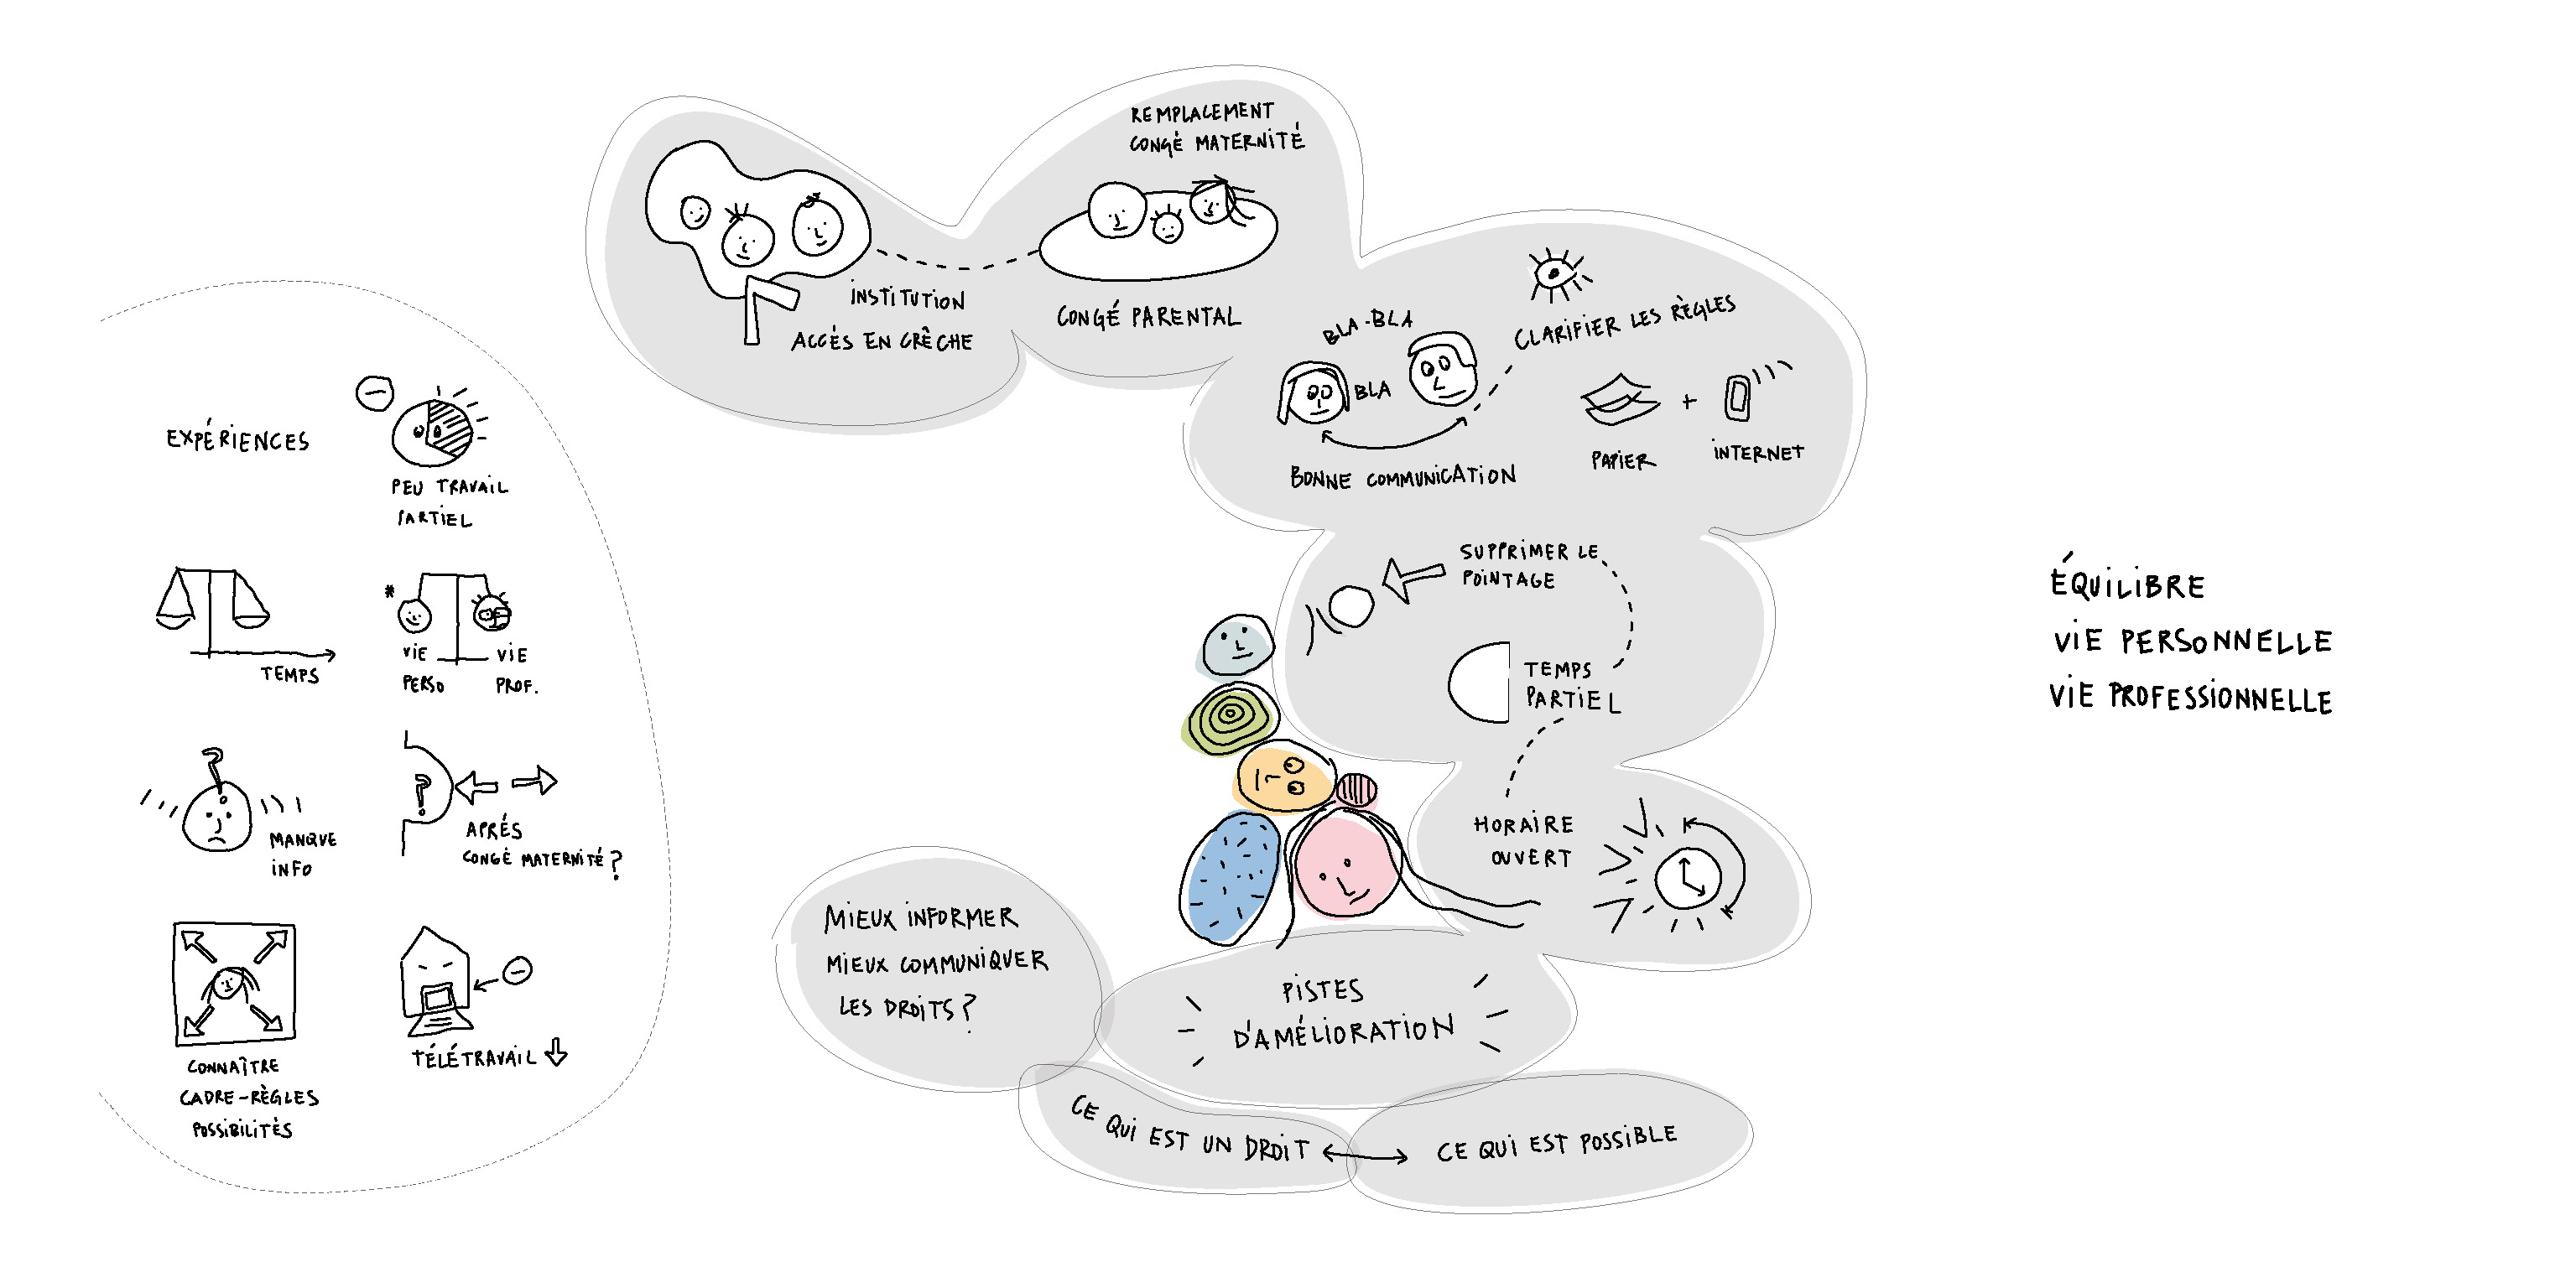 EXPÉRIENCES
PEU TRAVAIL
PARTIEL
TEMPS
VIE
PERSO
VIE
PROF.
?
MANQUE
INFO
?
APRÉS
CONGÉ MATERNITÉ ?
CONNAÎTRE
CADRE-RÈGLES
POSSIBILITÉS
TÉLÉTRAVAIL
INSTITUTION
ACCÉS EN CRÊCHE
REMPLACEMENT
CONGÉ MATERNITÉ
CONGÉ PARENTAL
BLA-BLA
BLA
BONNE COMMUNICATION
CLARIFIER LES RÈGLES
PAPIER
+
INTERNET
SUPPRIMER LE
POINTAGE
TEMPS
PARTIEL
HORAIRE
OUVERT
MIEUX INFORMER
MIEUX COMMUNIQUER
LES DROITS ?
PISTES
D'AMÉLIORATION
CE QUI EST UN DROIT
CE QUI EST POSSIBLE
ÉQUILIBRE
VIE PERSONNELLE
VIE PROFESSIONNELLE